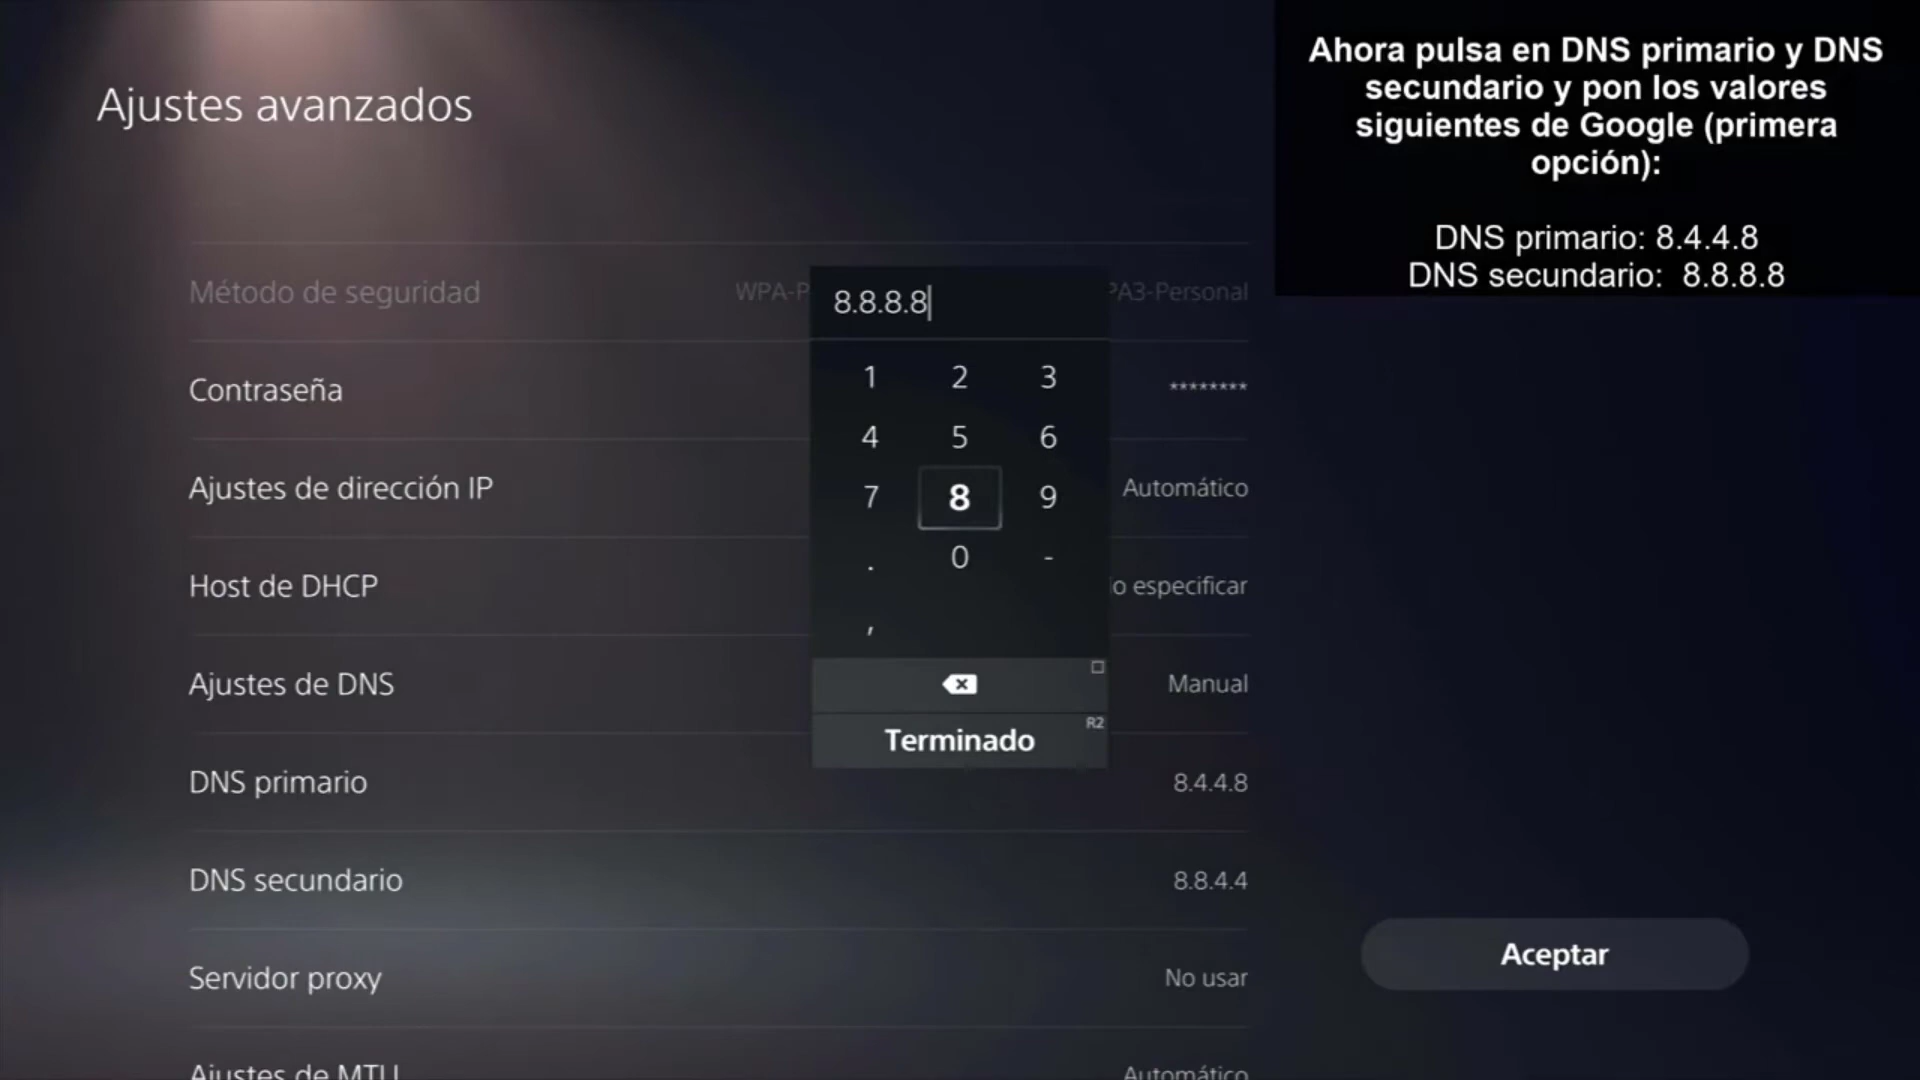 Ahora pulsa en DNS primario y DNS
secundario y pon los valores
siguientes de Google (primera
opción):
DNS primario: 8.4.4.8
DNS secundario: 8.8.8.8
Ajustes avanzados
Método de seguridad WPA-P PA3-Personal
8.8.8.8
1 2 3
4 5 6
7 8 9
. 0 -
,
R2
Terminado
Contraseña ********
Ajustes de dirección IP Automático
Host de DHCP o especificar
Ajustes de DNS Manual
DNS primario 8.4.4.8
DNS secundario 8.8.4.4
Servidor proxy No usar
Ajustes de MTU Automático
Aceptar